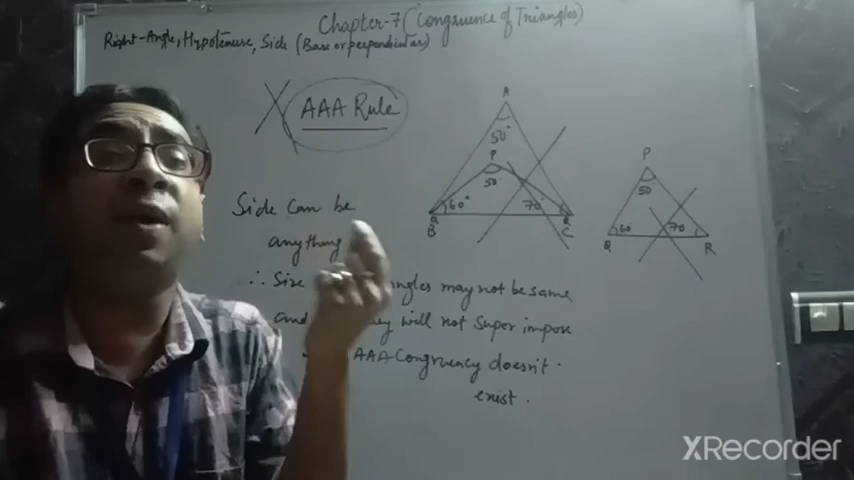 Chapter-7 (Congruence of Triangles)
Right-Angle, Hypotenuse, Side (Base or perpendicular)
AAA Rule
A
50°
P
50
60°
70°
Q
R
B
C
P
50
60
70
Q
R
Side Can be
anything
∴ Size angles may not be same
and they will not Super impose
AAA Congruency doesn't
exist.
XRecorder